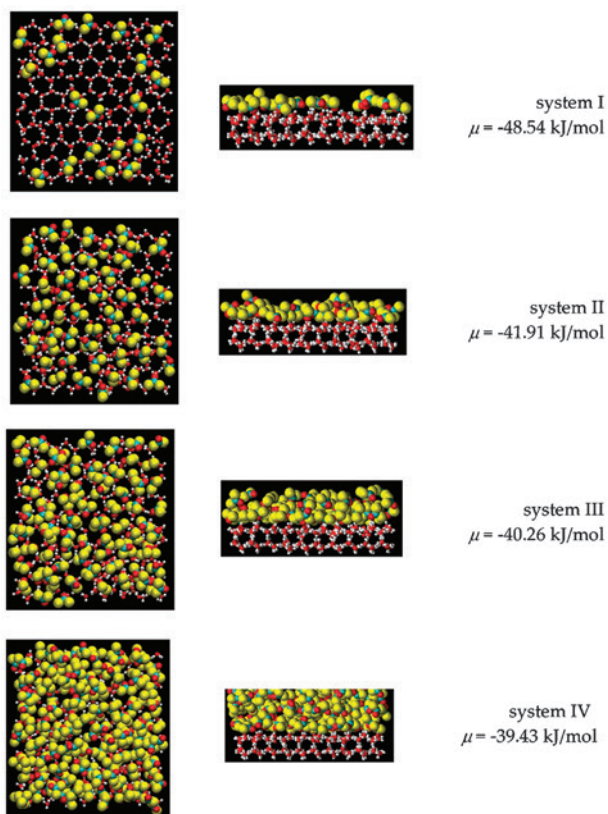 system I
μ = -48.54 kJ/mol
system II
μ = -41.91 kJ/mol
system III
μ = -40.26 kJ/mol
system IV
μ = -39.43 kJ/mol